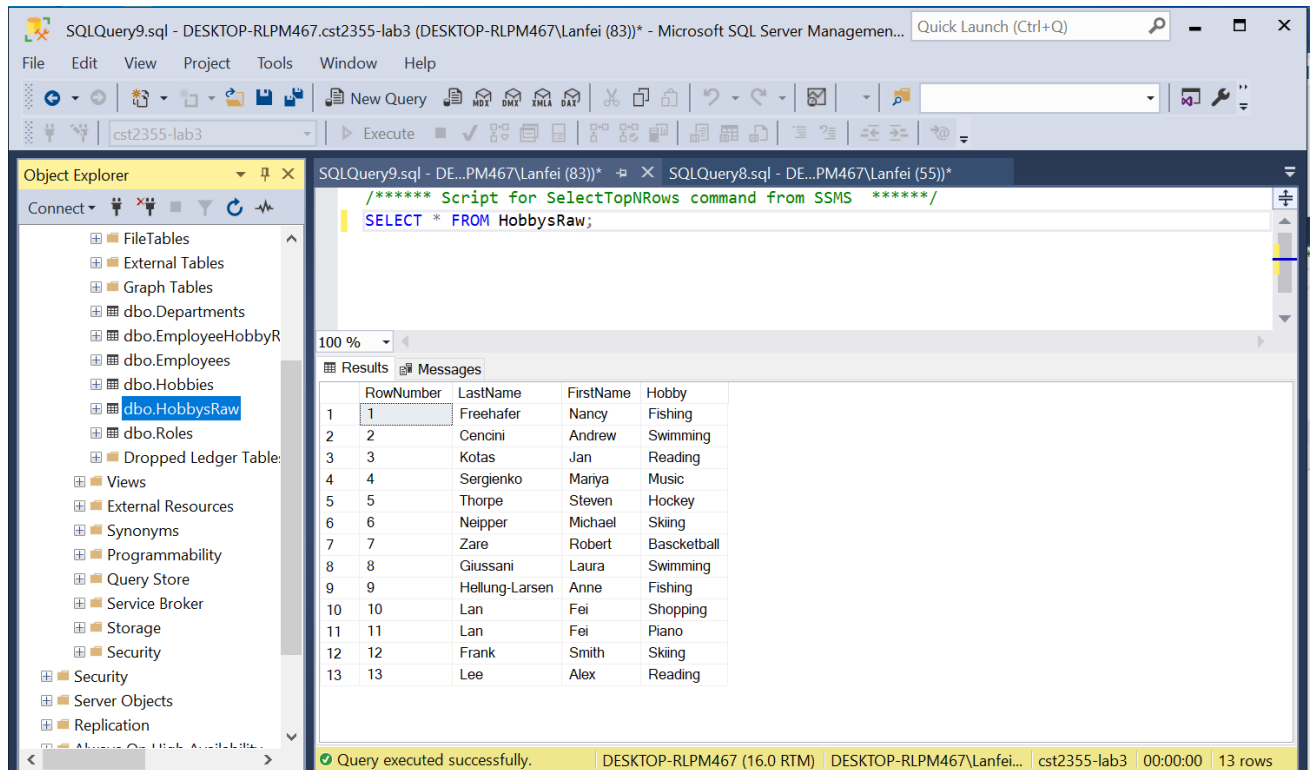 SQLQuery9.sql - DESKTOP-RLPM467.cst2355-lab3 (DESKTOP-RLPM467\Lanfei (83))* - Microsoft SQL Server Managemen...
Quick Launch (Ctrl+Q)
File Edit View Project Tools Window Help
New Query MDX DMX XMLA DAX
cst2355-lab3 Execute
Object Explorer
SQLQuery9.sql - DE...PM467\Lanfei (83))* SQLQuery8.sql - DE...PM467\Lanfei (55))*
Connect
FileTables
External Tables
Graph Tables
dbo.Departments
dbo.EmployeeHobbyR
dbo.Employees
dbo.Hobbies
dbo.HobbysRaw
dbo.Roles
Dropped Ledger Table
Views
External Resources
Synonyms
Programmability
Query Store
Service Broker
Storage
Security
Security
Server Objects
Replication
Always On High Availability
/****** Script for SelectTopNRows command from SSMS ******/
SELECT * FROM HobbysRaw;
100 %
Results Messages
RowNumber LastName FirstName Hobby
1 1 Freehafer Nancy Fishing
2 2 Cencini Andrew Swimming
3 3 Kotas Jan Reading
4 4 Sergienko Mariya Music
5 5 Thorpe Steven Hockey
6 6 Neipper Michael Skiing
7 7 Zare Robert Bascketball
8 8 Giussani Laura Swimming
9 9 Hellung-Larsen Anne Fishing
10 10 Lan Fei Shopping
11 11 Lan Fei Piano
12 12 Frank Smith Skiing
13 13 Lee Alex Reading
Query executed successfully. DESKTOP-RLPM467 (16.0 RTM) DESKTOP-RLPM467\Lanfei... cst2355-lab3 00:00:00 13 rows